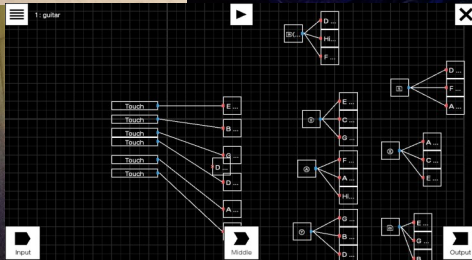 1 : guitar
D ...
Hi...
F ...
D ...
F ...
A ...
Touch
Touch
Touch
Touch
Touch
Touch
E ...
B ...
G ...
D ...
D ...
A ...
E ...
C ...
G ...
A ...
C ...
E ...
F ...
A ...
Hi...
G ...
B ...
D ...
E ...
G ...
B ...
Input
Middle
Output